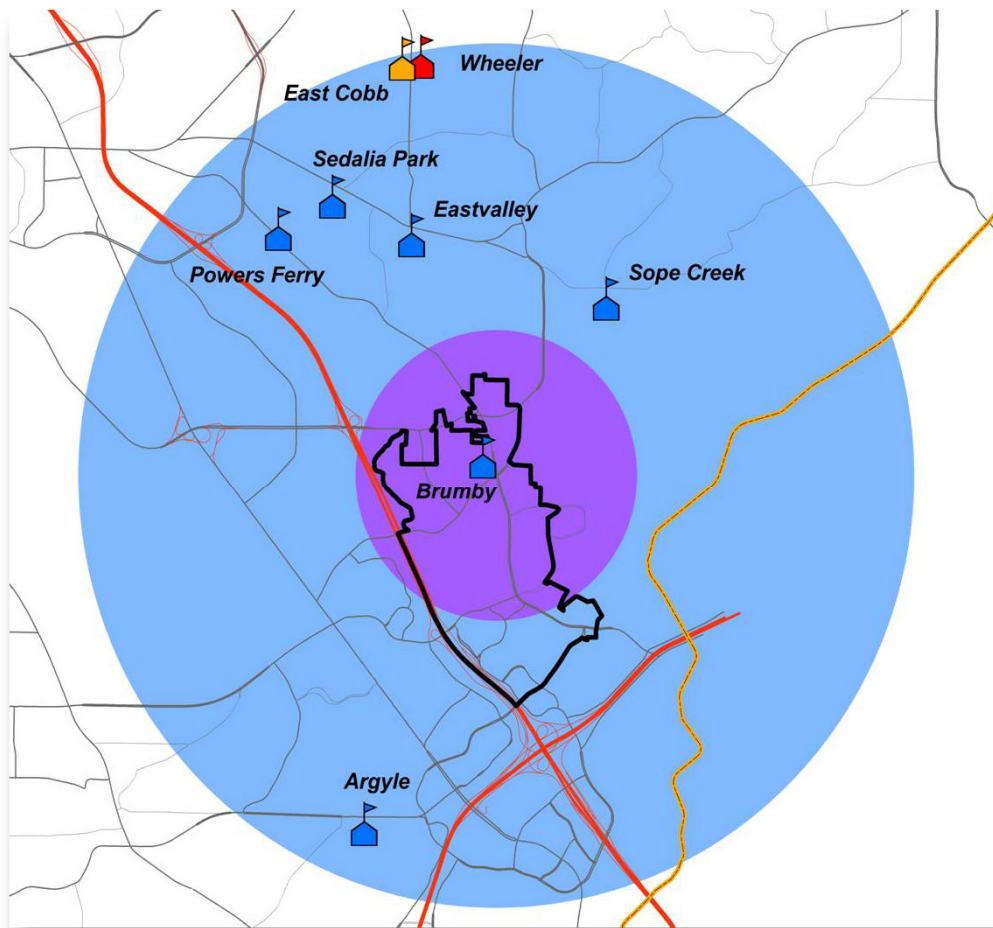 Wheeler
East Cobb
Sedalia Park
Eastvalley
Powers Ferry
Sope Creek
Brumby
Argyle